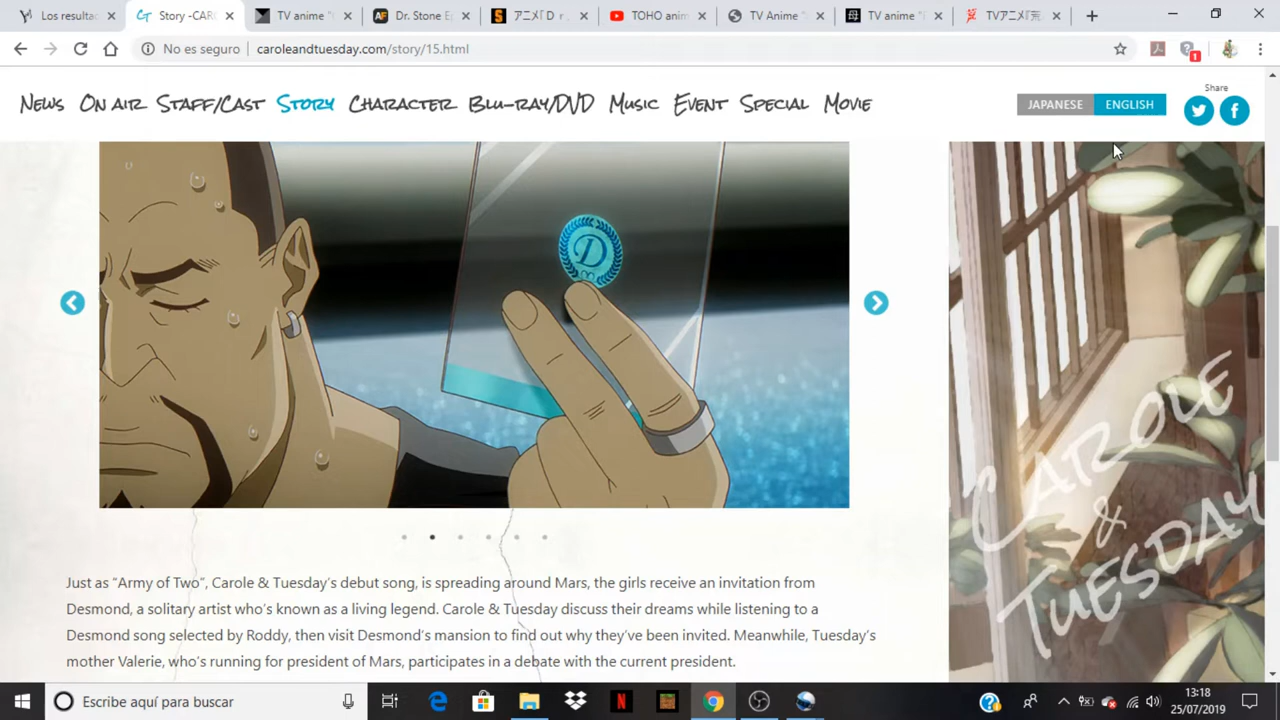 Los resultad
Story -CARO
TV anime "
Dr. Stone Ep
アニメ「Dr.
TOHO anim
TV Anime "
TV anime "
TVアニメ『荒
No es seguro
caroleandtuesday.com/story/15.html
1
News On air Staff/Cast Story Character Blu-ray/DVD Music Event Special Movie
JAPANESE ENGLISH
Share
D
CAROLE
&
TUESDAY
Just as “Army of Two”, Carole & Tuesday’s debut song, is spreading around Mars, the girls receive an invitation from
Desmond, a solitary artist who’s known as a living legend. Carole & Tuesday discuss their dreams while listening to a
Desmond song selected by Roddy, then visit Desmond’s mansion to find out why they’ve been invited. Meanwhile, Tuesday’s
mother Valerie, who’s running for president of Mars, participates in a debate with the current president.
Escribe aquí para buscar
13:18
25/07/2019